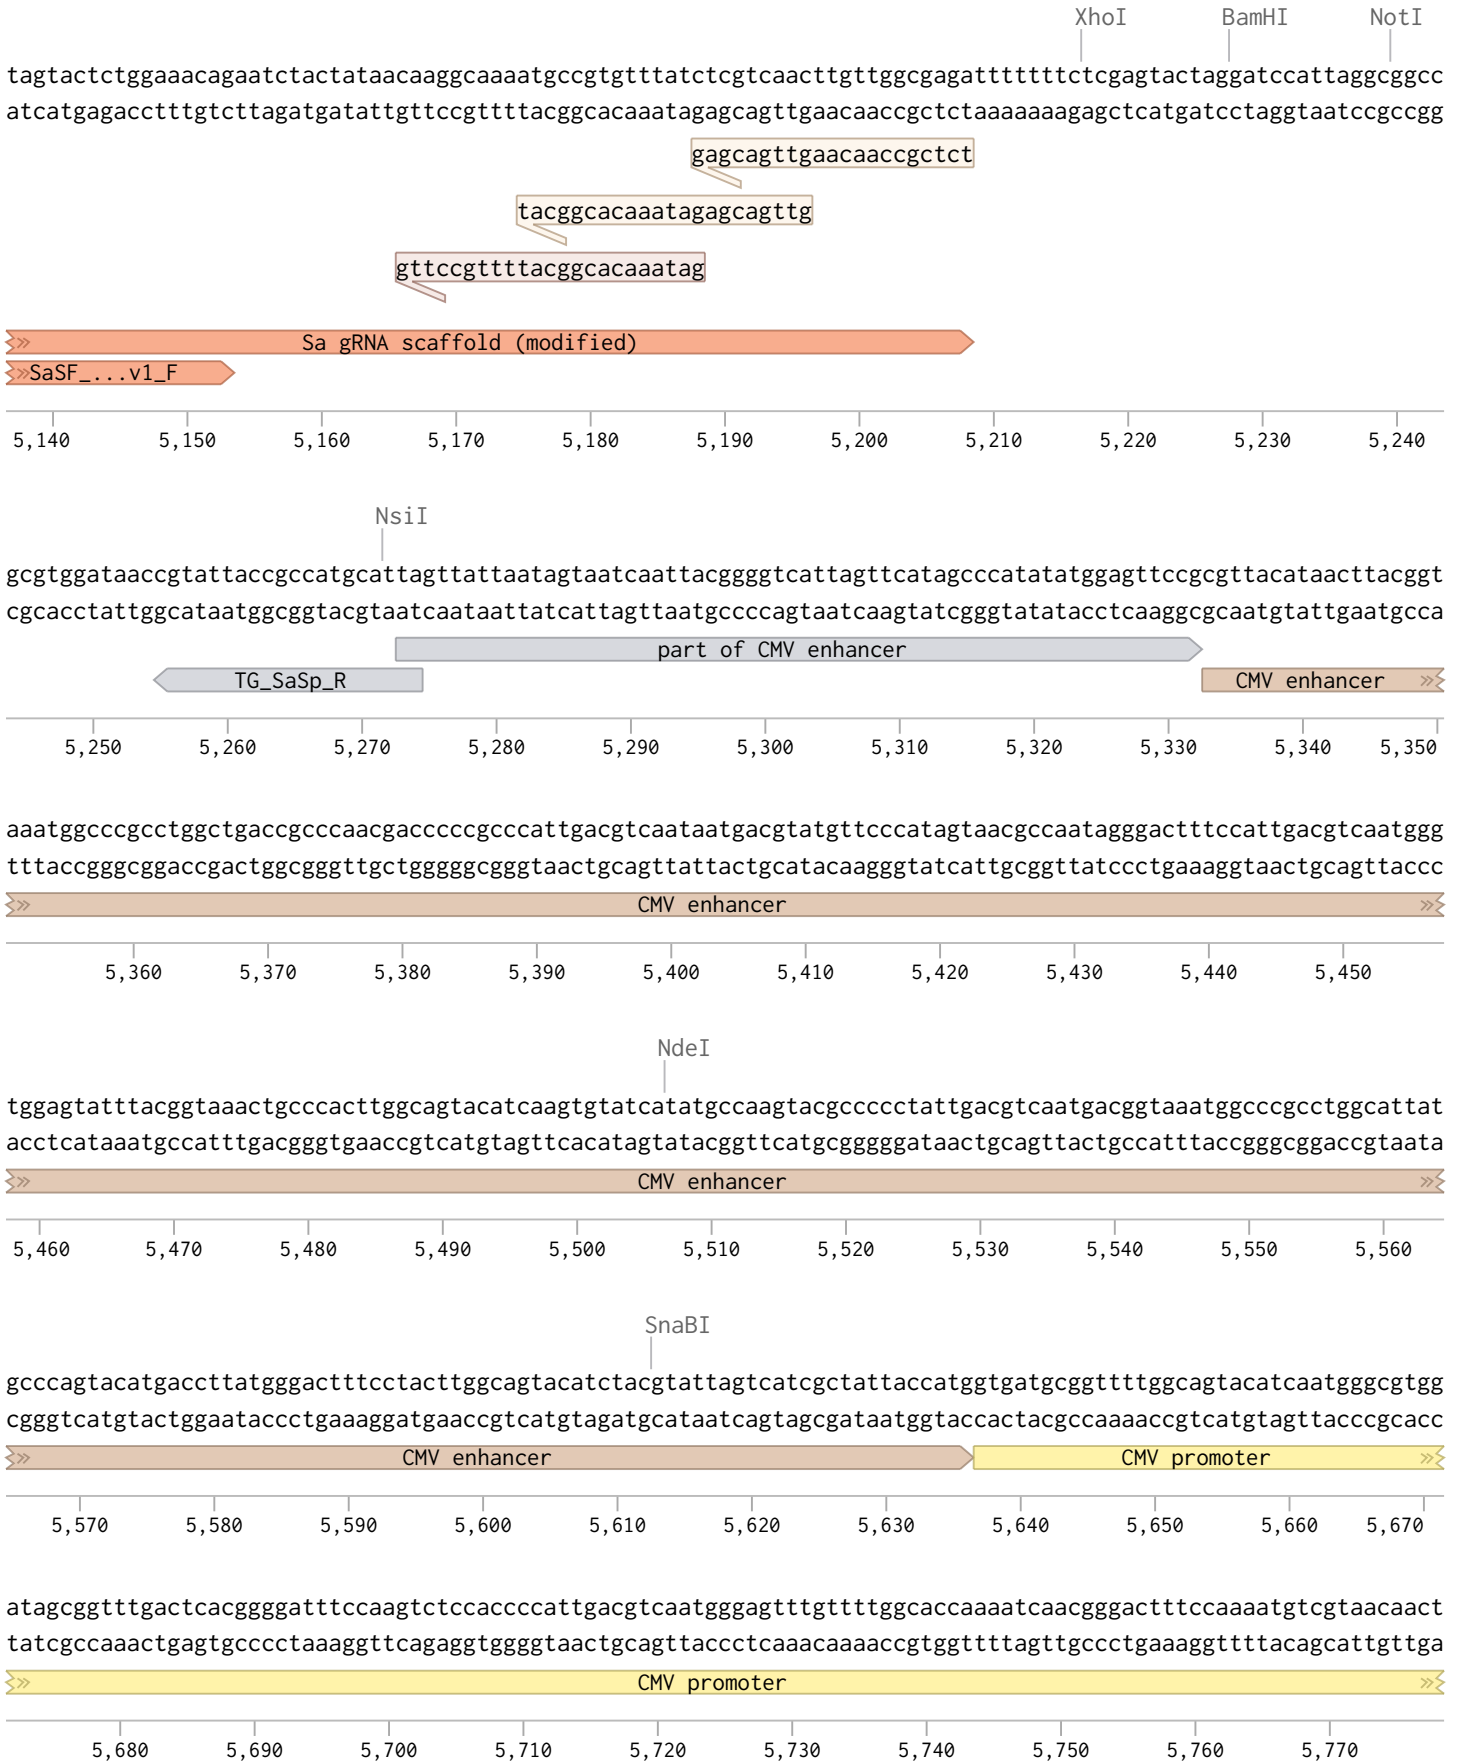 XhoI BamHI NotI
tagtactctggaaacagaatctactataacaaggcaaaatgccgtgtttatctcgtcaacttgttggcgagatttttttctcgagtactaggatccattaggcggcc
atcatgagacctttgtcttagatgatattgttccgttttacggcacaaatagagcagttgaacaaccgctctaaaaaaagagctcatgatcctaggtaatccgccgg
gagcagttgaacaaccgctct
tacggcacaaatagagcagttg
gttccgttttacggcacaaatag
Sa gRNA scaffold (modified)
SaSF_...v1_F
5,140 5,150 5,160 5,170 5,180 5,190 5,200 5,210 5,220 5,230 5,240
NsiI
gcgtggataaccgtattaccgccatgcattagttattaatagtaatcaattacggggtcattagttcatagcccatatatggagttccgcgttacataacttacggt
cgcacctattggcataatggcggtacgtaatcaataattatcattagttaatgccccagtaatcaagtatcgggtatatacctcaaggcgcaatgtattgaatgcca
part of CMV enhancer
TG_SaSp_R CMV enhancer
5,250 5,260 5,270 5,280 5,290 5,300 5,310 5,320 5,330 5,340 5,350
aaatggcccgcctggctgaccgcccaacgacccccgcccattgacgtcaataatgacgtatgttcccatagtaacgccaatagggactttccattgacgtcaatggg
tttaccgggcggaccgactggcgggttgctgggggcgggtaactgcagttattactgcatacaagggtatcattgcggttatccctgaaaggtaactgcagttaccc
CMV enhancer
5,360 5,370 5,380 5,390 5,400 5,410 5,420 5,430 5,440 5,450
NdeI
tggagtatttacggtaaactgcccacttggcagtacatcaagtgtatcatatgccaagtacgccccctattgacgtcaatgacggtaaatggcccgcctggcattat
acctcataaatgccatttgacgggtgaaccgtcatgtagttcacatagtatacggttcatgcgggggataactgcagttactgccatttaccgggcggaccgtaata
CMV enhancer
5,460 5,470 5,480 5,490 5,500 5,510 5,520 5,530 5,540 5,550 5,560
SnaBI
gcccagtacatgaccttatgggactttcctacttggcagtacatctacgtattagtcatcgctattaccatggtgatgcggttttggcagtacatcaatgggcgtgg
cgggtcatgtactggaataccctgaaaggatgaaccgtcatgtagatgcataatcagtagcgataatggtaccactacgccaaaaccgtcatgtagttacccgcacc
CMV enhancer CMV promoter
5,570 5,580 5,590 5,600 5,610 5,620 5,630 5,640 5,650 5,660 5,670
atagcggtttgactcacggggatttccaagtctccaccccattgacgtcaatgggagtttgttttggcaccaaaatcaacgggactttccaaaatgtcgtaacaact
tatcgccaaactgagtgcccctaaaggttcagaggtggggtaactgcagttaccctcaaacaaaaccgtggttttagttgccctgaaaggttttacagcattgttga
CMV promoter
5,680 5,690 5,700 5,710 5,720 5,730 5,740 5,750 5,760 5,770